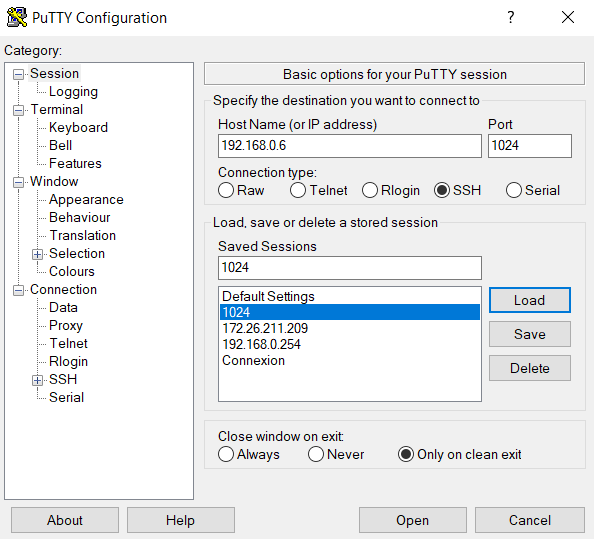 PuTTY Configuration
?
Category:
Session
Logging
Terminal
Keyboard
Bell
Features
Window
Appearance
Behaviour
Translation
Selection
Colours
Connection
Data
Proxy
Telnet
Rlogin
SSH
Serial
Basic options for your PuTTY session
Specify the destination you want to connect to
Host Name (or IP address) Port
192.168.0.6 1024
Connection type:
Raw Telnet Rlogin SSH Serial
Load, save or delete a stored session
Saved Sessions
1024
Default Settings
1024
172.26.211.209
192.168.0.254
Connexion
Load
Save
Delete
Close window on exit:
Always Never Only on clean exit
About Help Open Cancel